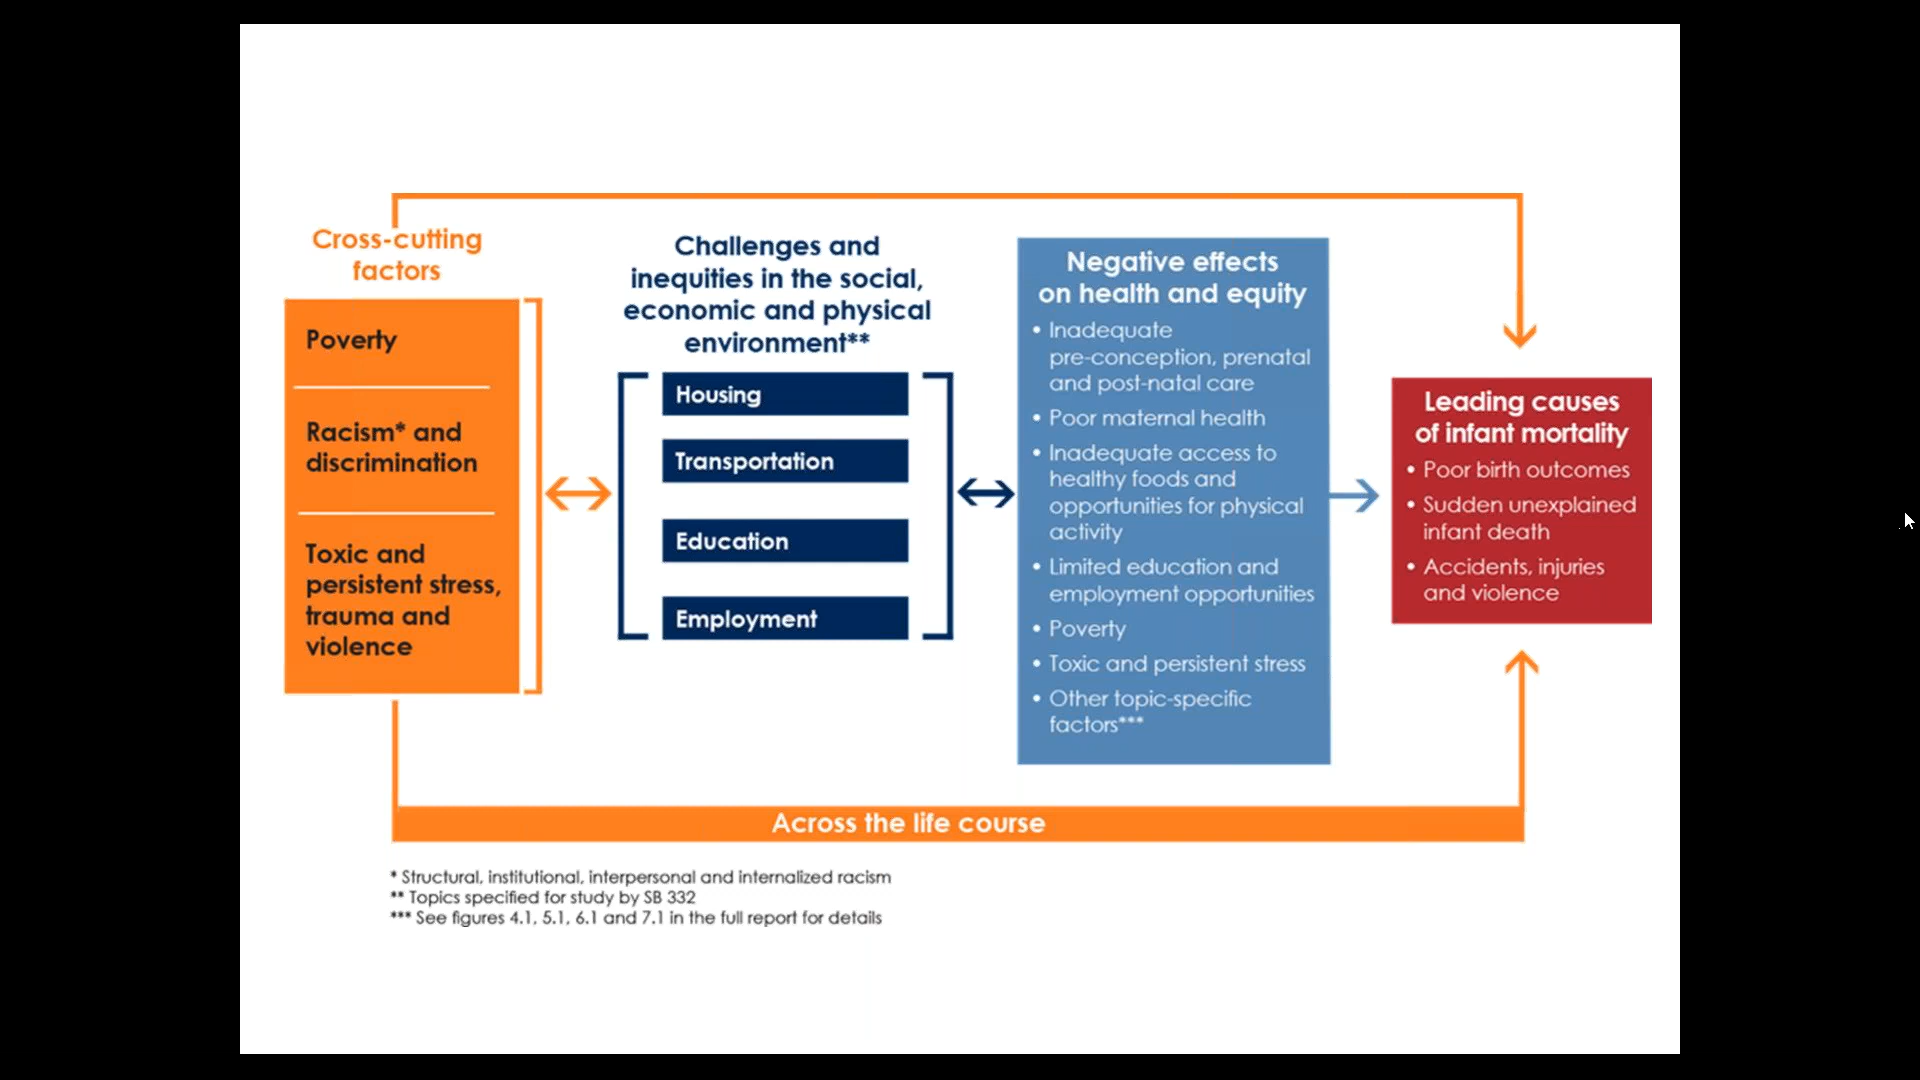 Cross-cutting
factors
Poverty
Racism* and
discrimination
Toxic and
persistent stress,
trauma and
violence
Challenges and
inequities in the social,
economic and physical
environment**
Housing
Transportation
Education
Employment
Negative effects
on health and equity
• Inadequate
pre-conception, prenatal
and post-natal care
• Poor maternal health
• Inadequate access to
healthy foods and
opportunities for physical
activity
• Limited education and
employment opportunities
• Poverty
• Toxic and persistent stress
• Other topic-specific
factors***
Leading causes
of infant mortality
• Poor birth outcomes
• Sudden unexplained
infant death
• Accidents, injuries
and violence
Across the life course
* Structural, institutional, interpersonal and internalized racism
** Topics specified for study by SB 332
*** See figures 4.1, 5.1, 6.1 and 7.1 in the full report for details